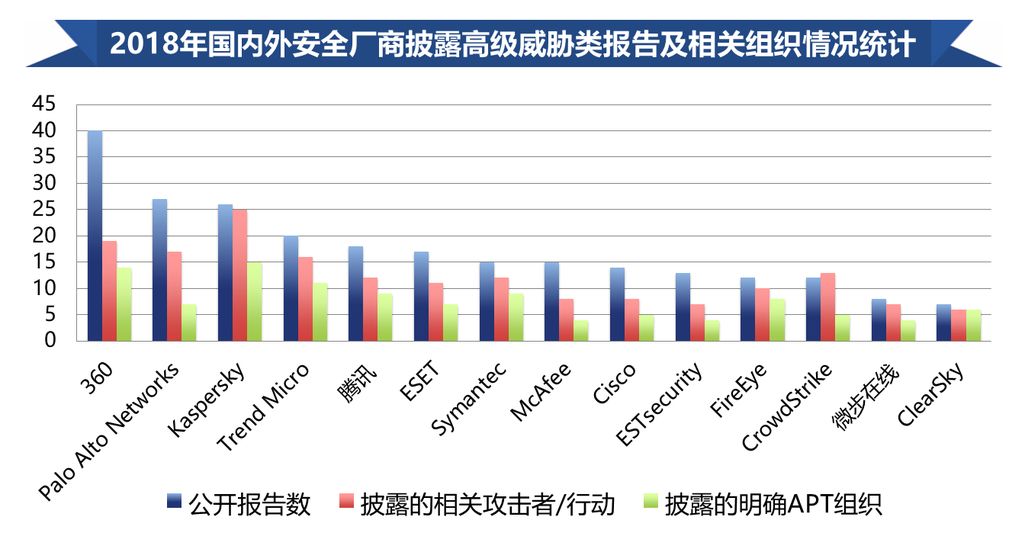 2018年国内外安全厂商披露高级威胁类报告及相关组织情况统计
45
40
35
30
25
20
15
10
5
0
360
Palo Alto Networks
Kaspersky
Trend Micro
腾讯
ESET
Symantec
McAfee
Cisco
ESTsecurity
FireEye
CrowdStrike
微步在线
ClearSky
公开报告数 披露的相关攻击者/行动 披露的明确APT组织